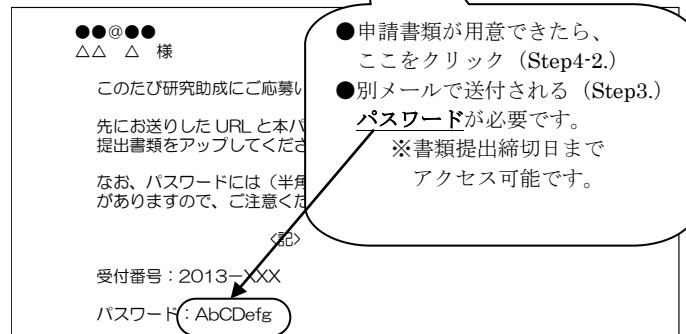 ●●@●●
△△ △ 様
このたび研究助成にご応募い
先にお送りした URL と本パ
提出書類をアップしてくださ
なお、パスワードには（半角
がありますので、ご注意くだ
<記>
受付番号：2013－XXX
パスワード：AbCDefg
●申請書類が用意できたら、
ここをクリック（Step4-2.）
●別メールで送付される（Step3.）
パスワードが必要です。
※書類提出締切日まで
アクセス可能です。